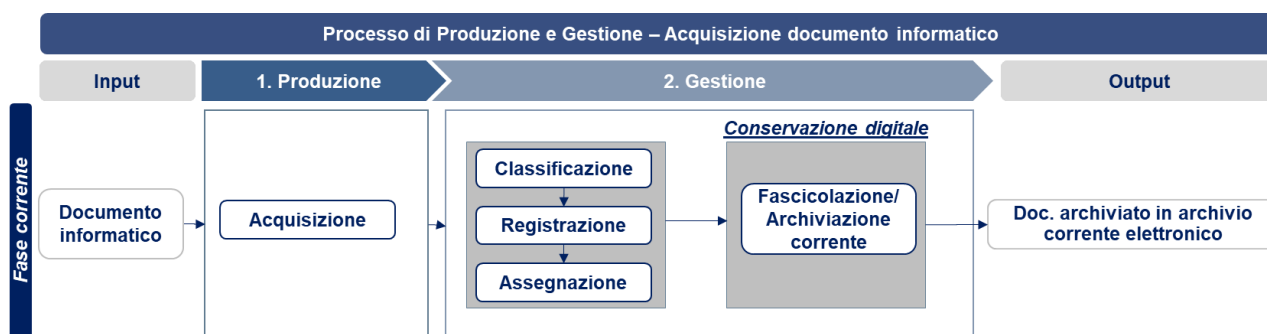 Processo di Produzione e Gestione – Acquisizione documento informatico
Input
1. Produzione
2. Gestione
Output
Fase corrente
Documento
informatico
Acquisizione
Classificazione
Registrazione
Assegnazione
Conservazione digitale
Fascicolazione/
Archiviazione
corrente
Doc. archiviato in archivio
corrente elettronico